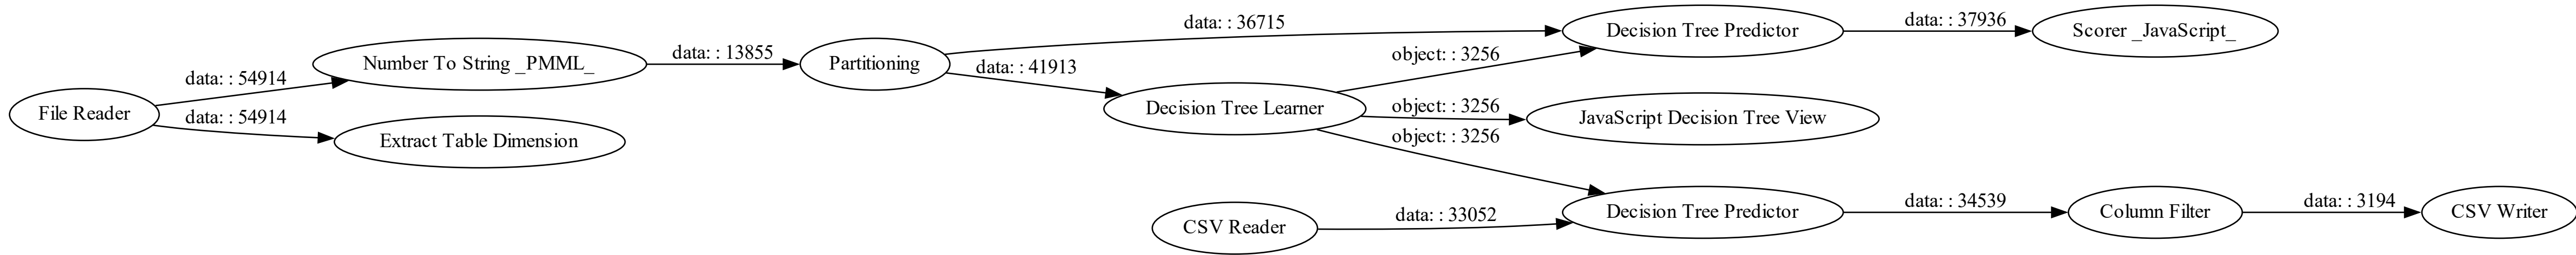 File Reader
data: : 54914
data: : 54914
Number To String _PMML_
Extract Table Dimension
data: : 13855
Partitioning
data: : 36715
data: : 41913
Decision Tree Learner
CSV Reader
object: : 3256
object: : 3256
object: : 3256
data: : 33052
Decision Tree Predictor
JavaScript Decision Tree View
Decision Tree Predictor
data: : 37936
data: : 34539
Scorer _JavaScript_
Column Filter
data: : 3194
CSV Writer